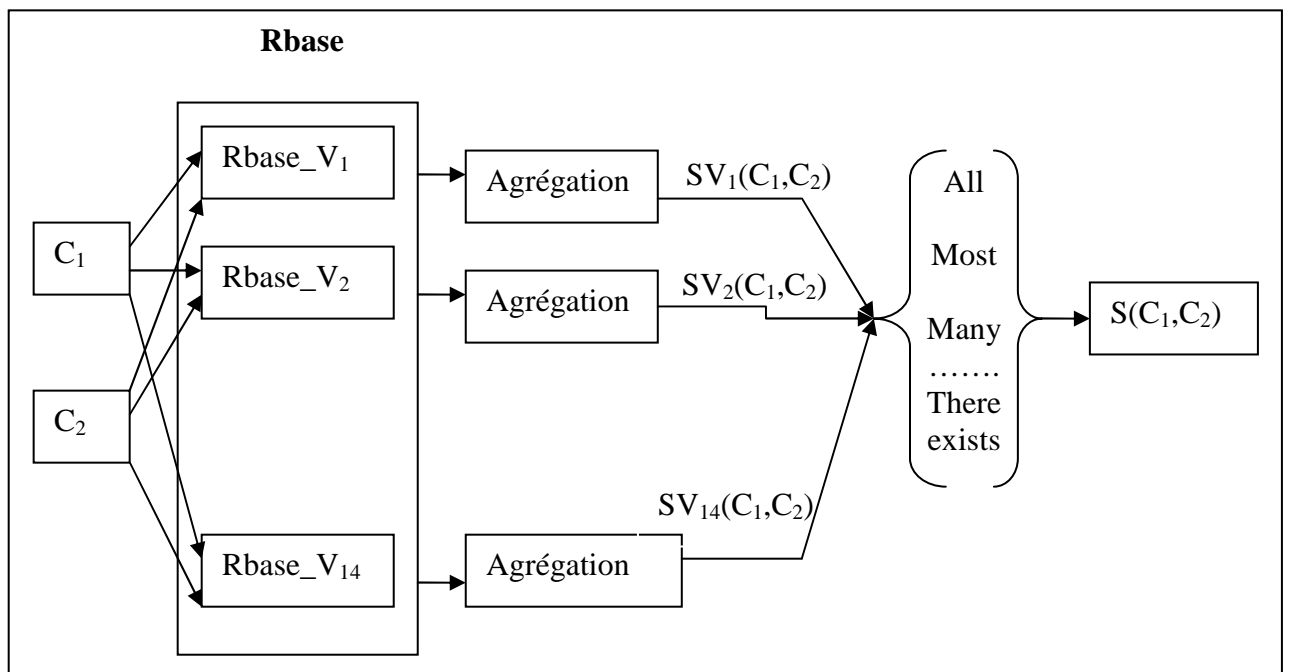 Rbase
Rbase_V₁
Agrégation
SV₁(C₁,C₂)
All
C₁
Rbase_V₂
Agrégation
SV₂(C₁,C₂)
Most
Many
…….
There
exists
S(C₁,C₂)
C₂
Rbase_V₁₄
Agrégation
SV₁₄(C₁,C₂)